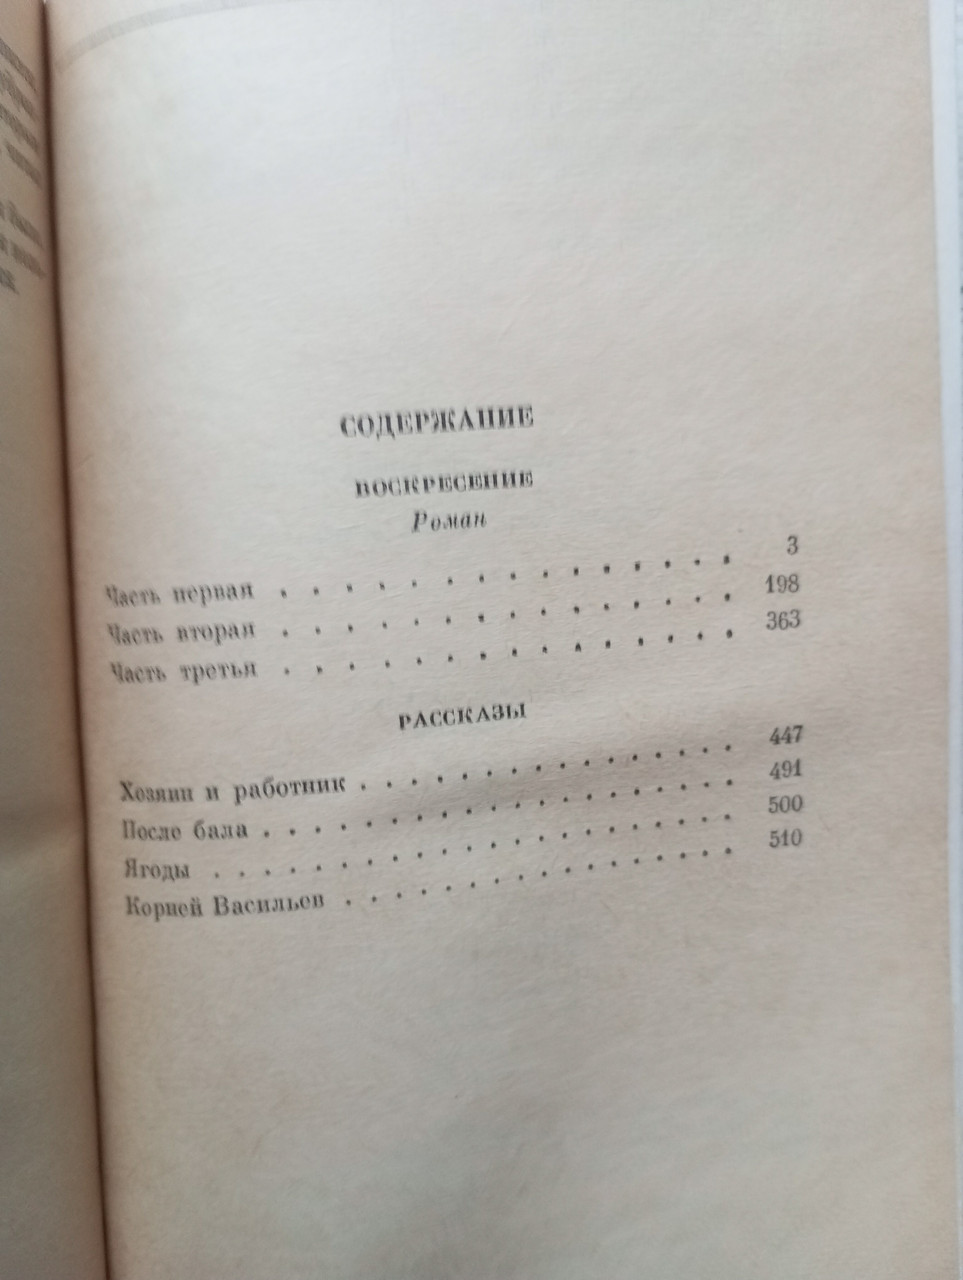 СОДЕРЖАНИЕ
ВОСКРЕСЕНИЕ
Роман
Часть первая . . . . . . . . . . . . . . . 3
Часть вторая . . . . . . . . . . . . . . . 198
Часть третья . . . . . . . . . . . . . . . 363
РАССКАЗЫ
Хозяин и работник . . . . . . . . . . . . . . . 447
После бала . . . . . . . . . . . . . . . . . . . 491
Ягоды . . . . . . . . . . . . . . . . . . . . . 500
Корней Васильев . . . . . . . . . . . . . . . . 510